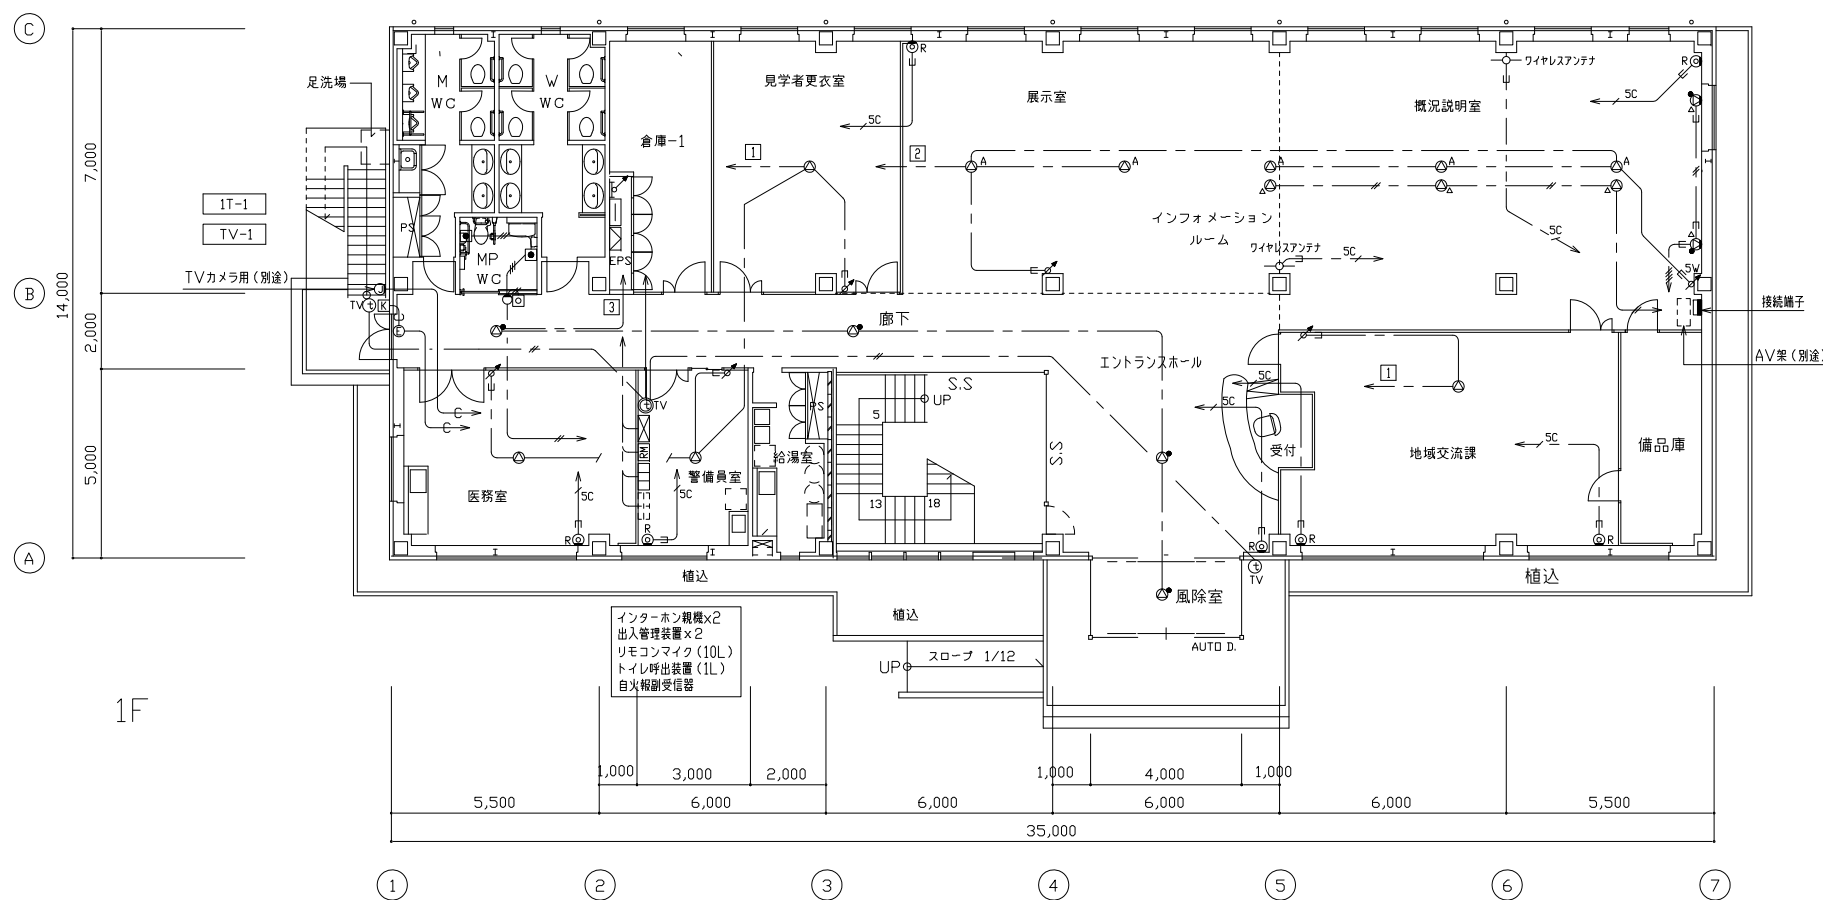 C
B
A
7,000
14,000
2,000
5,000
1T-1
TV-1
足洗場
TVカメラ用(別途)
TV
K
E
C
C
M
WC
W
WC
PS
MP
WC
EPS
倉庫-1
3
見学者更衣室
1
5C
R
展示室
2
A
A
A
A
A
インフォメーション
ルーム
ワイヤレスアンテナ
5C
ワイヤレスアンテナ
5C
概況説明室
5C
R
5W
接続端子
AV架(別途)
廊下
エントランスホール
S.S
S.S
UP
5
13
18
PS
給湯室
TV
RM
警備員室
5C
R
医務室
5C
R
5C
5C
受付
R
R
TV
1
地域交流課
5C
R
備品庫
植込
植込
植込
風除室
AUTO D.
UP
スロープ 1/12
インターホン親機x2
出入管理装置x2
リモコンマイク(10L)
トイレ呼出装置(1L)
自火報副受信器
1F
1,000
3,000
2,000
1,000
4,000
1,000
5,500
6,000
6,000
6,000
6,000
5,500
35,000
1
2
3
4
5
6
7